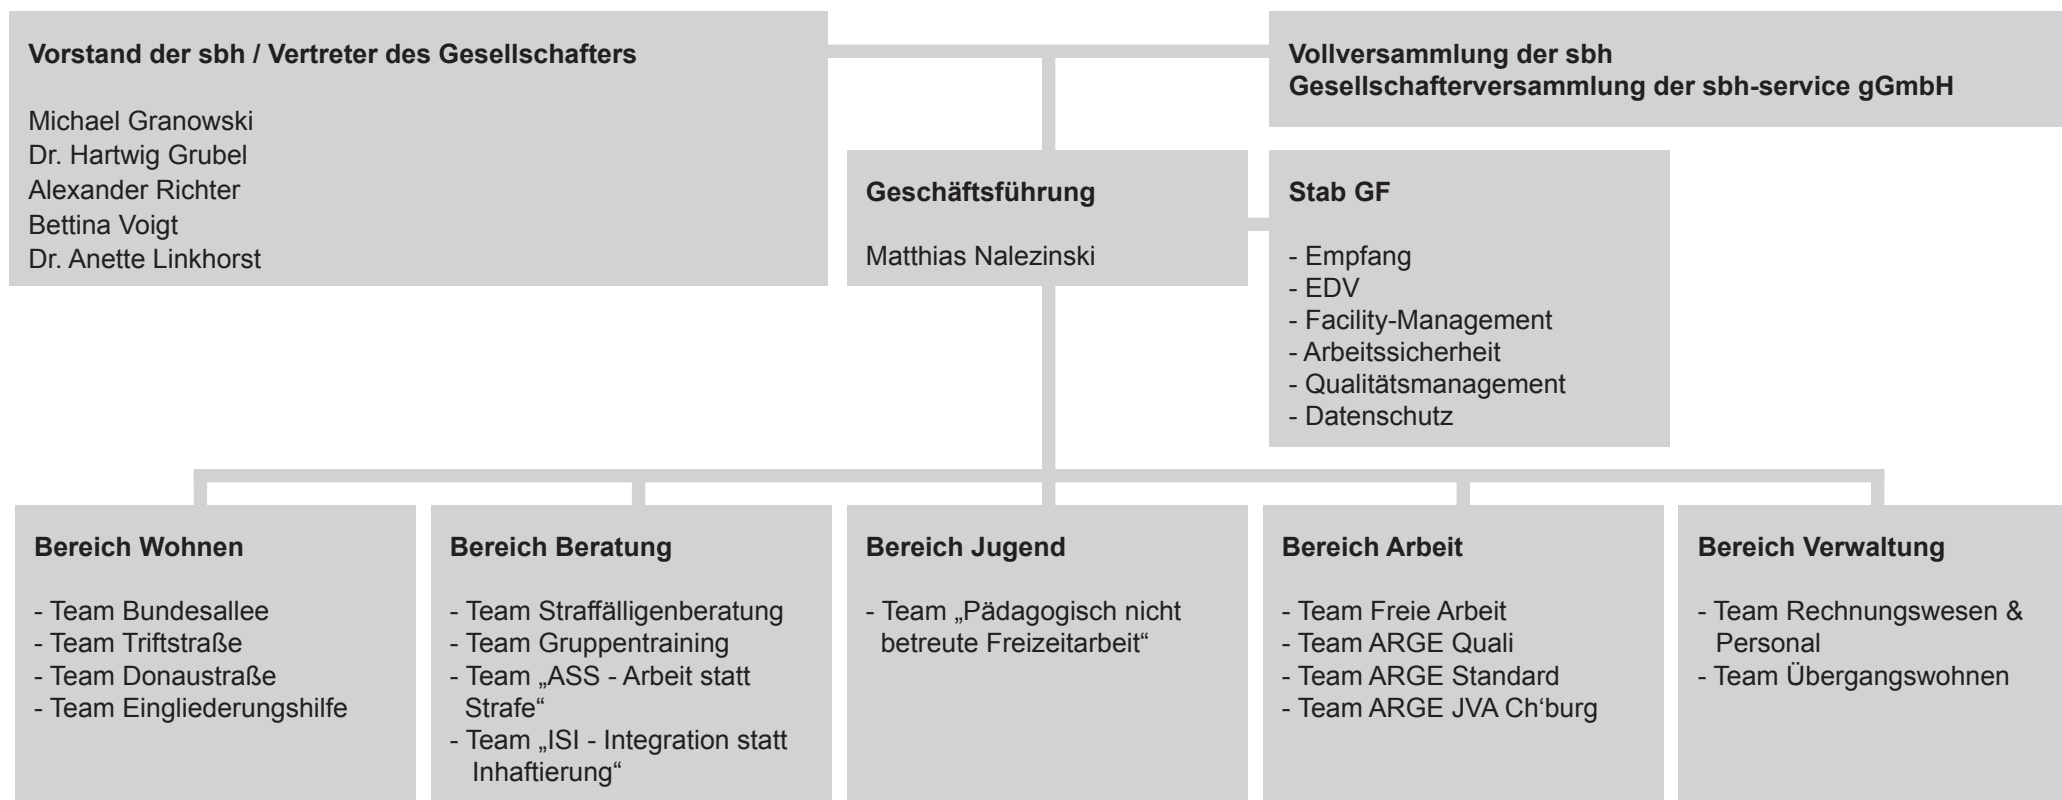 Vorstand der sbh / Vertreter des Gesellschafters
Michael Granowski
Dr. Hartwig Grubel
Alexander Richter
Bettina Voigt
Dr. Anette Linkhorst
Vollversammlung der sbh
Gesellschafterversammlung der sbh-service gGmbH
Geschäftsführung
Matthias Nalezinski
Stab GF
- Empfang
- EDV
- Facility-Management
- Arbeitssicherheit
- Qualitätsmanagement
- Datenschutz
Bereich Wohnen
- Team Bundesallee
- Team Triftstraße
- Team Donaustraße
- Team Eingliederungshilfe
Bereich Beratung
- Team Straffälligenberatung
- Team Gruppentraining
- Team „ASS - Arbeit statt
Strafe“
- Team „ISI - Integration statt
Inhaftierung“
Bereich Jugend
- Team „Pädagogisch nicht
betreute Freizeitarbeit“
Bereich Arbeit
- Team Freie Arbeit
- Team ARGE Quali
- Team ARGE Standard
- Team ARGE JVA Ch‘burg
Bereich Verwaltung
- Team Rechnungswesen &
Personal
- Team Übergangswohnen